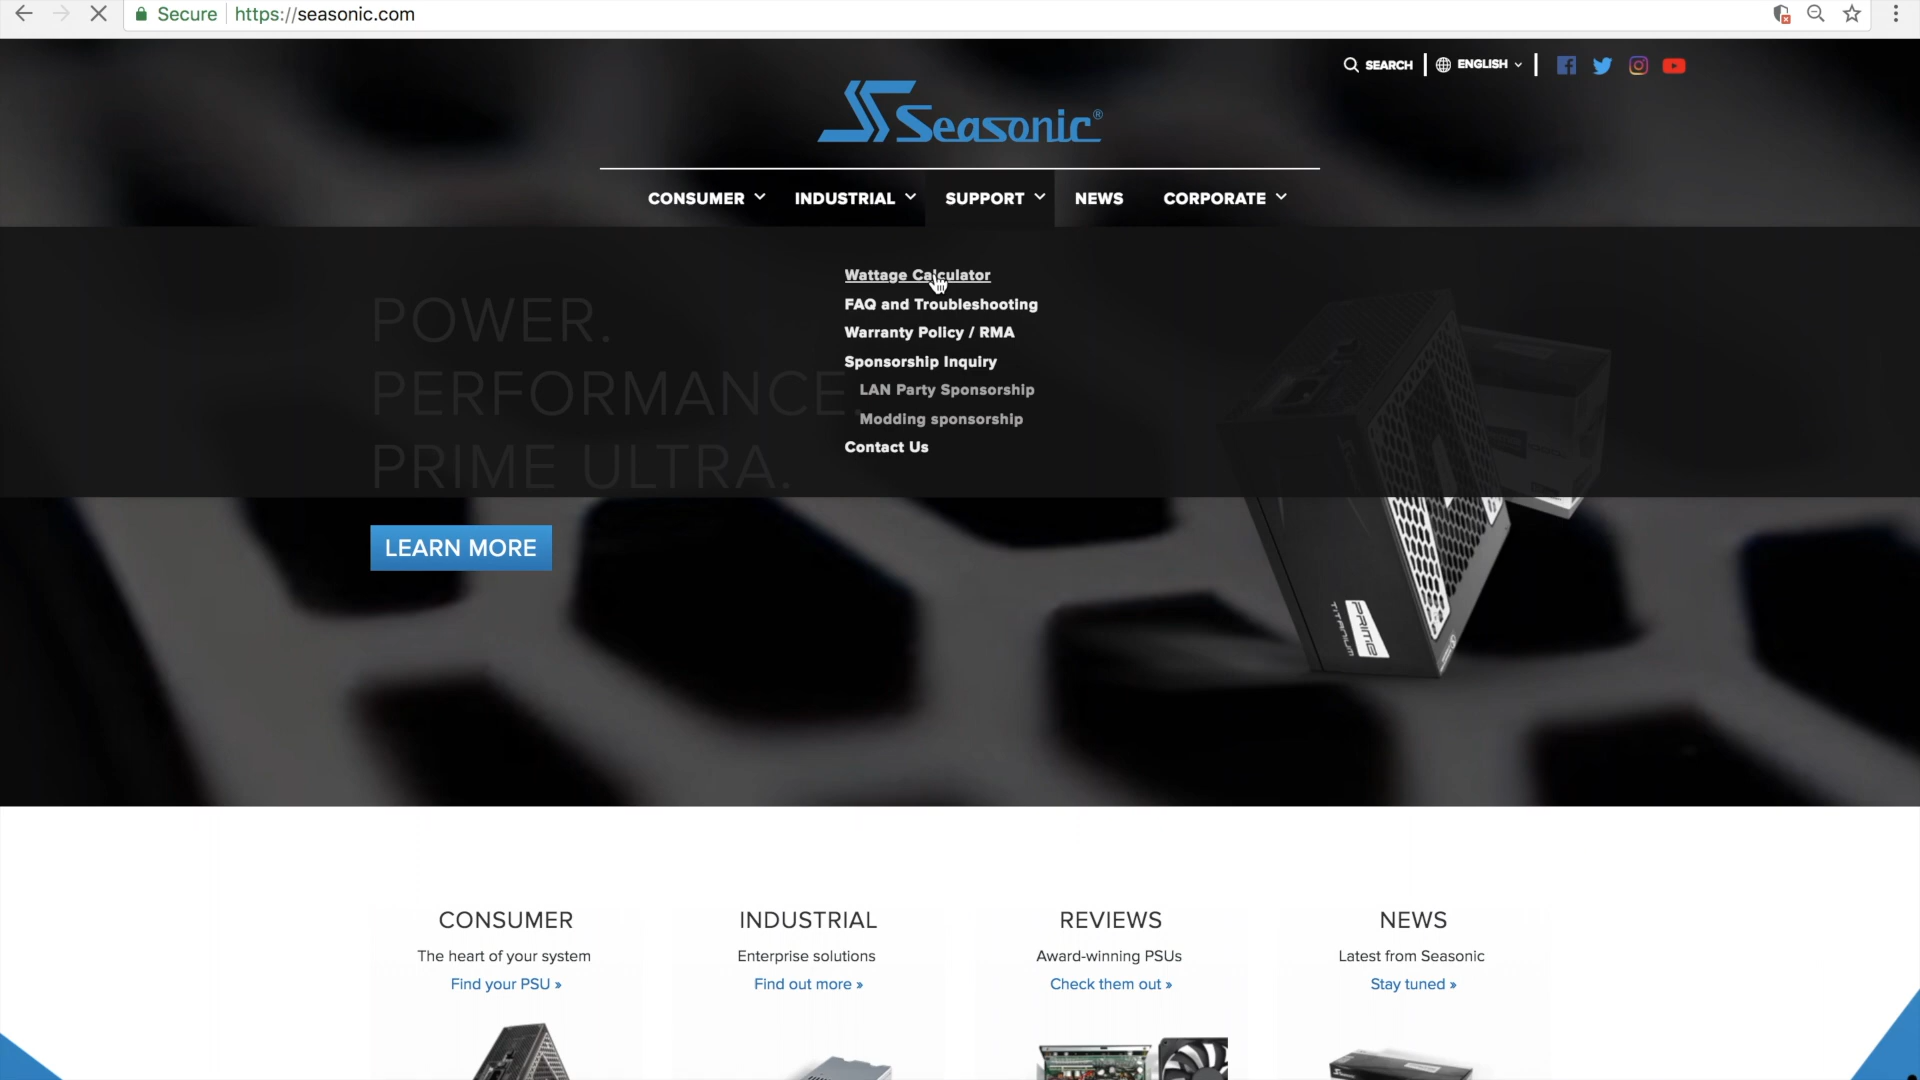 Secure https://seasonic.com
SEARCH ENGLISH
Seasonic®
CONSUMER INDUSTRIAL SUPPORT NEWS CORPORATE
Wattage Calculator
FAQ and Troubleshooting
Warranty Policy / RMA
Sponsorship Inquiry
LAN Party Sponsorship
Modding sponsorship
Contact Us
POWER.
PERFORMANCE.
PRIME ULTRA.
LEARN MORE
PRIME
TITANIUM
CONSUMER
The heart of your system
Find your PSU »
INDUSTRIAL
Enterprise solutions
Find out more »
REVIEWS
Award-winning PSUs
Check them out »
NEWS
Latest from Seasonic
Stay tuned »